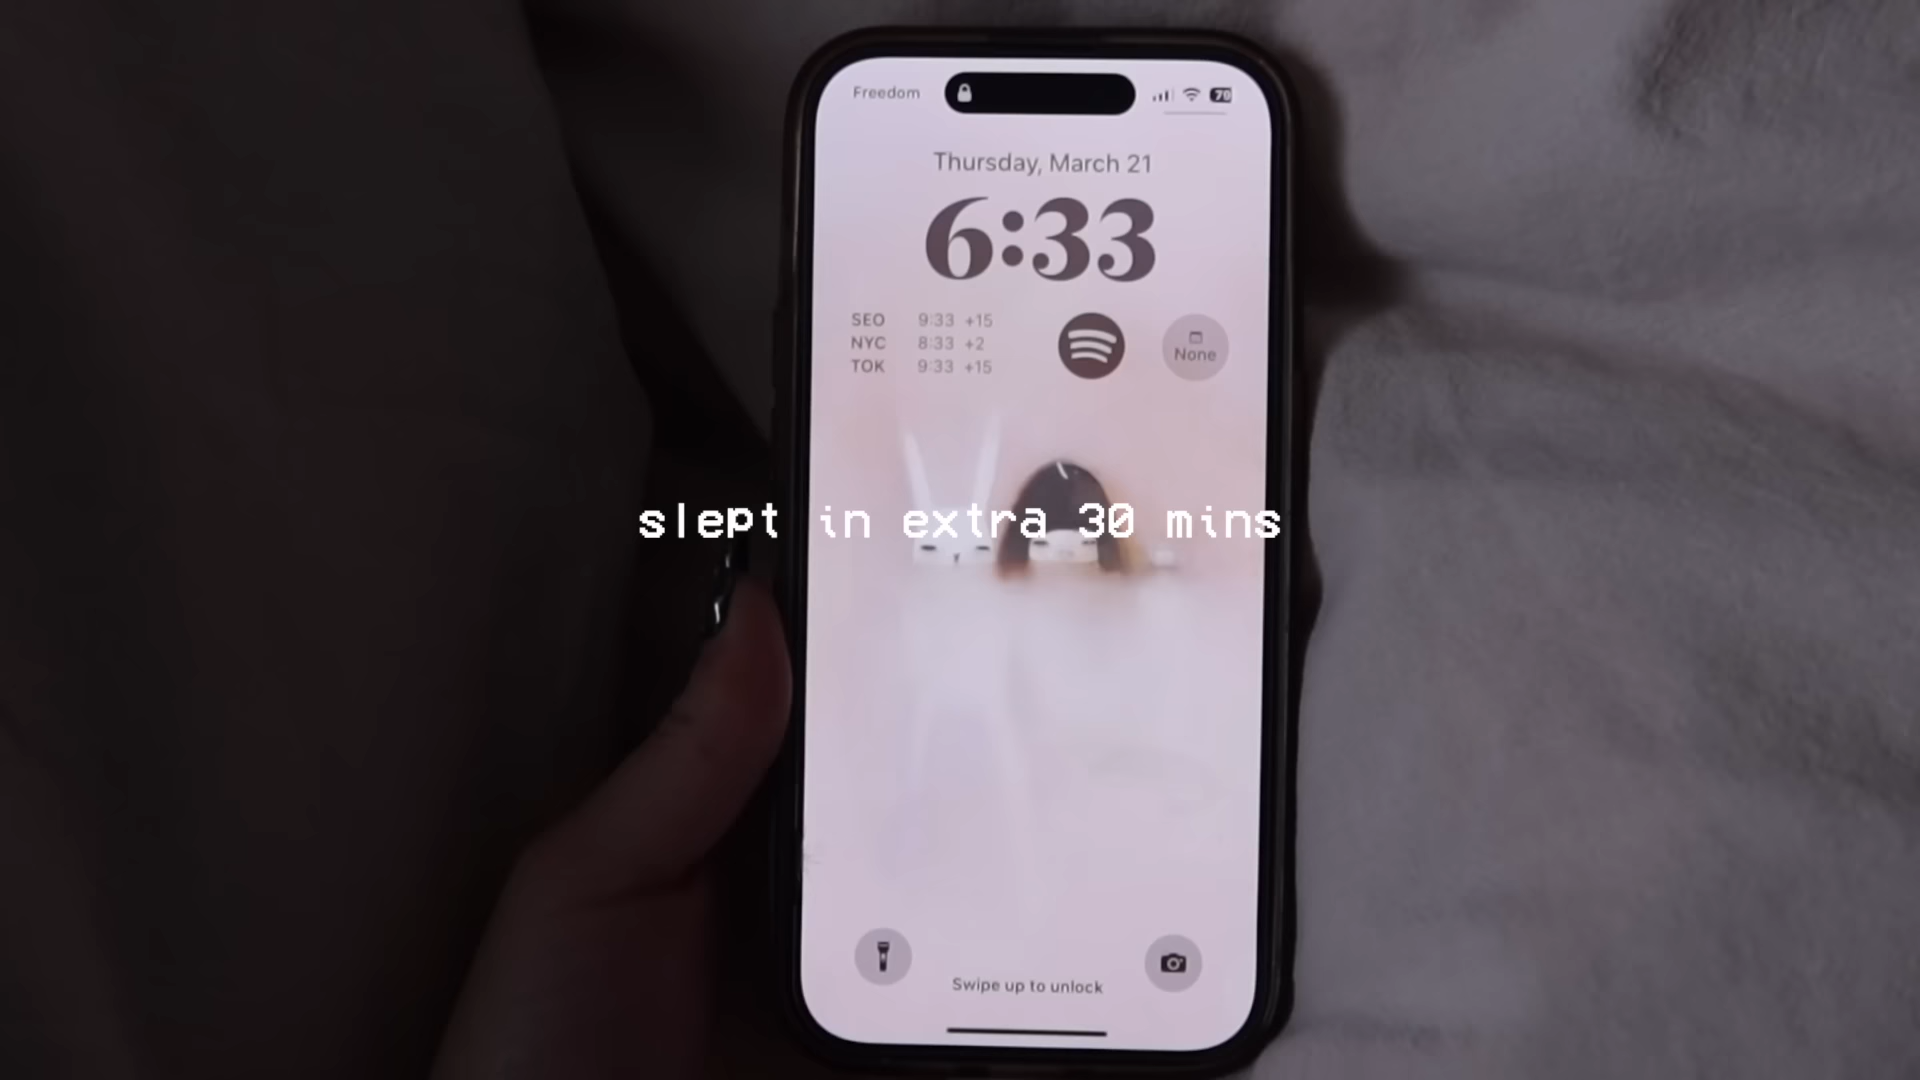 Freedom
79
Thursday, March 21
6:33
SEO 9:33 +15
NYC 8:33 +2
TOK 9:33 +15
None
slept in extra 30 mins
Swipe up to unlock